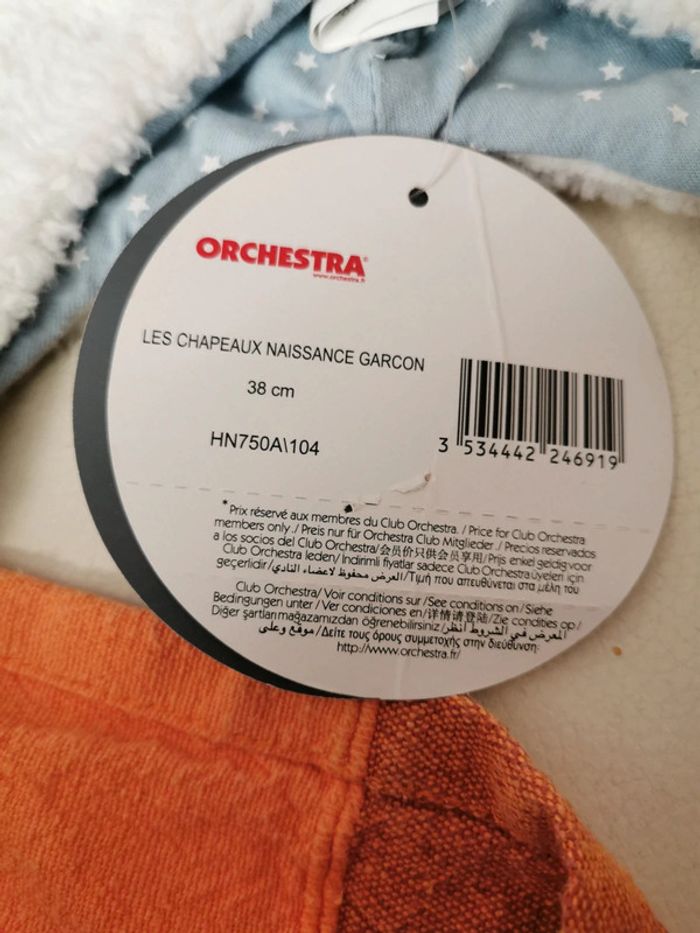 ORCHESTRA®
www.orchestra.fr
LES CHAPEAUX NAISSANCE GARCON
38 cm
HN750A\104
3 534442 246919
*Prix réservé aux membres du Club Orchestra. / Price for Club Orchestra
members only./ Preis nur für Orchestra Club Mitglieder./ Precios reservados
a los socios del Club Orchestra/会员价只供会员享用/Prijs enkel geldig voor
Club Orchestra leden/ Indirimli fiyatlar sadece Club Orchestra üyeleri için
geçerlidir/العرض محفوظ لاعضاء النادي/Τιμή που απευθύνεται στα μέλη του
Club Orchestra/ Voir conditions sur /See conditions on/Siehe
Bedingungen unter/Ver condiciones en/详情请登陆/Zie condities op/
Diğer şartları mağazamızdan öğrenebilirsiniz/المعرض في الشروط انظر
موقع وعلى/Δείτε τους όρους συμμετοχής στην διεύθυνση:
http://www.orchestra.fr/